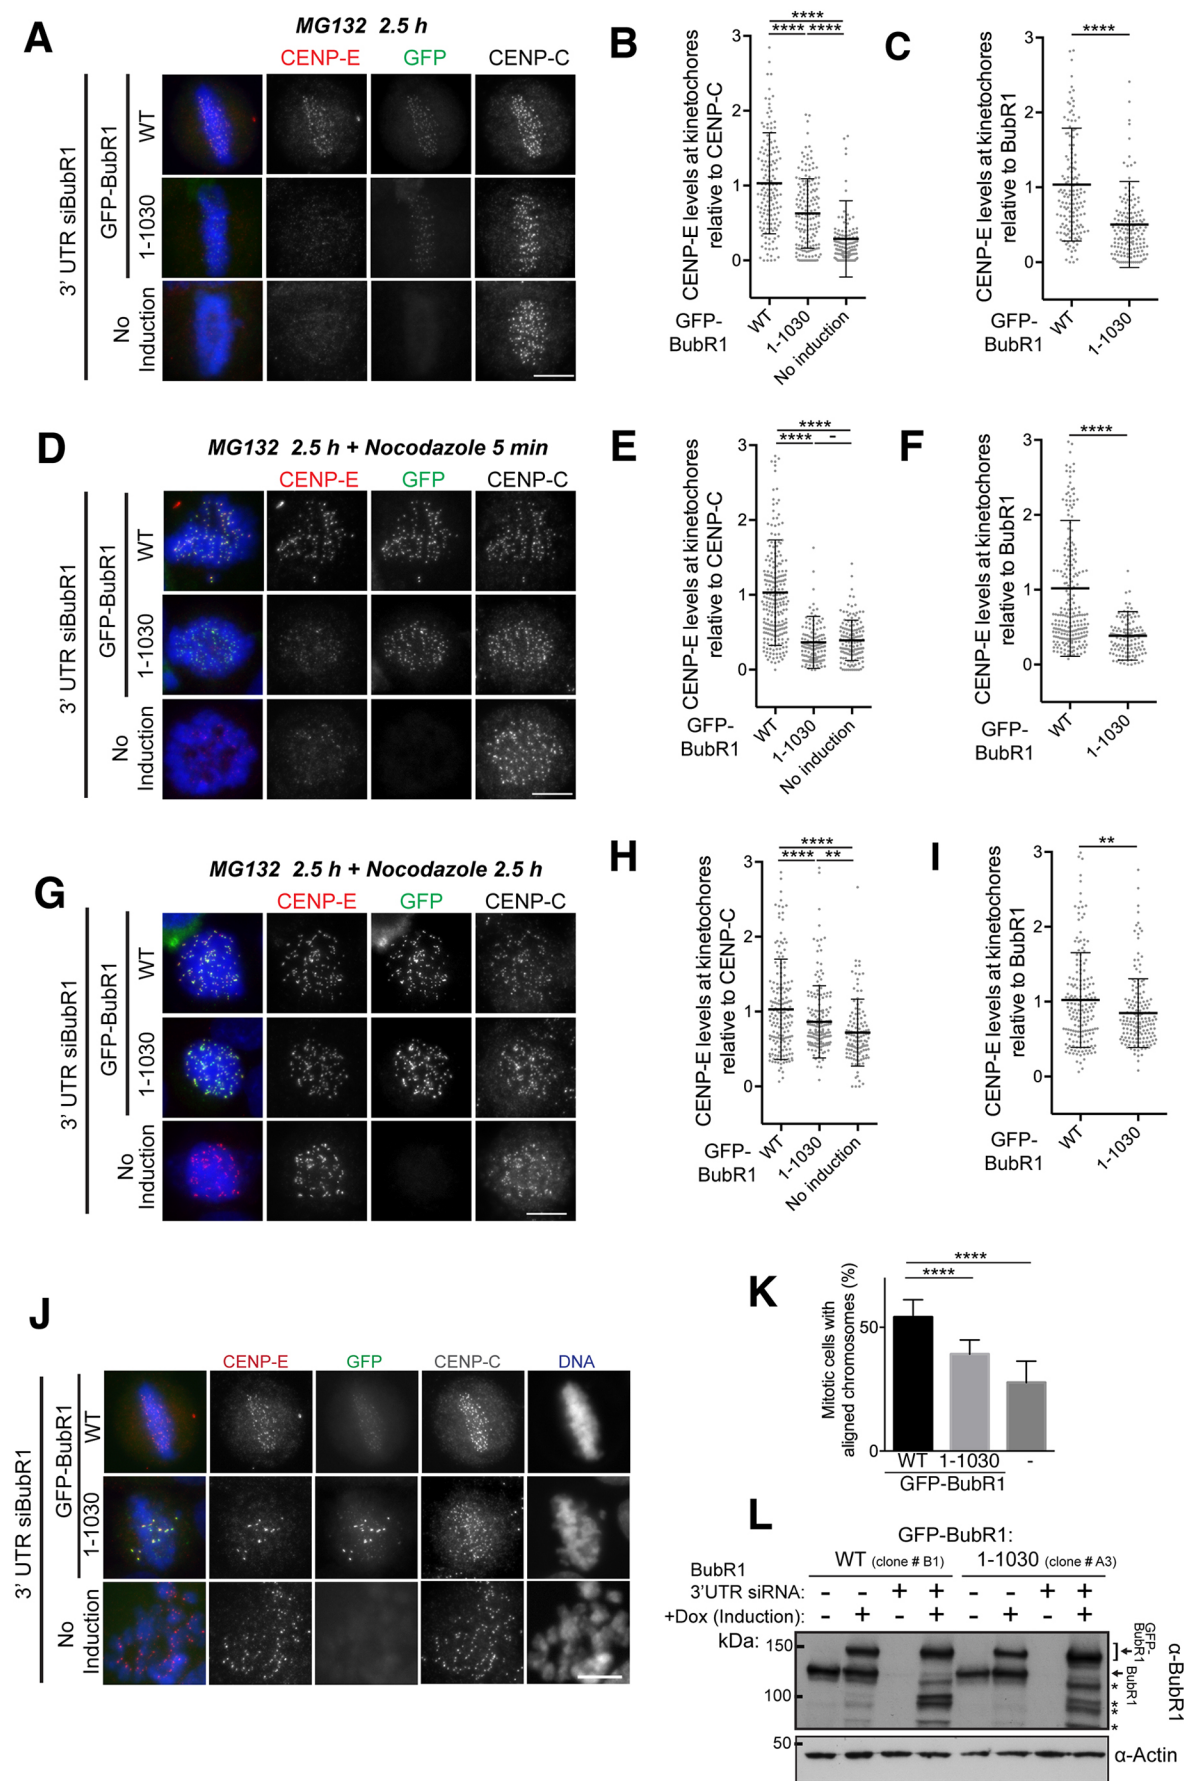 A
MG132 2.5 h
CENP-E GFP CENP-C
3' UTR siBubR1
GFP-BubR1
WT
1-1030
No Induction
B
CENP-E levels at kinetochores
relative to CENP-C
**** 
**** ****
3
2
1
0
GFP-
BubR1
WT
1-1030
No induction
C
CENP-E levels at kinetochores
relative to BubR1
****
3
2
1
0
GFP-
BubR1
WT
1-1030
D
MG132 2.5 h + Nocodazole 5 min
CENP-E GFP CENP-C
3' UTR siBubR1
GFP-BubR1
WT
1-1030
No
Induction
E
CENP-E levels at kinetochores
relative to CENP-C
****
**** -
3
2
1
0
GFP-
BubR1
WT
1-1030
No induction
F
CENP-E levels at kinetochores
relative to BubR1
****
3
2
1
0
GFP-
BubR1
WT
1-1030
G
MG132 2.5 h + Nocodazole 2.5 h
CENP-E GFP CENP-C
3' UTR siBubR1
GFP-BubR1
WT
1-1030
No
Induction
H
CENP-E levels at kinetochores
relative to CENP-C
****
**** **
3
2
1
0
GFP-
BubR1
WT
1-1030
No induction
I
CENP-E levels at kinetochores
relative to BubR1
**
3
2
1
0
GFP-
BubR1
WT
1-1030
J
CENP-E GFP CENP-C DNA
3' UTR siBubR1
GFP-BubR1
WT
1-1030
No
Induction
K
Mitotic cells with
aligned chromosomes (%)
****
****
50
0
WT 1-1030 -
GFP-BubR1
L
GFP-BubR1:
WT (clone # B1) 1-1030 (clone # A3)
BubR1
3'UTR siRNA: - - + + - - + +
+Dox (Induction): - + - + - + - +
kDa:
150
100
50
GFP-
BubR1
BubR1
*
*
*
*
α-BubR1
α-Actin